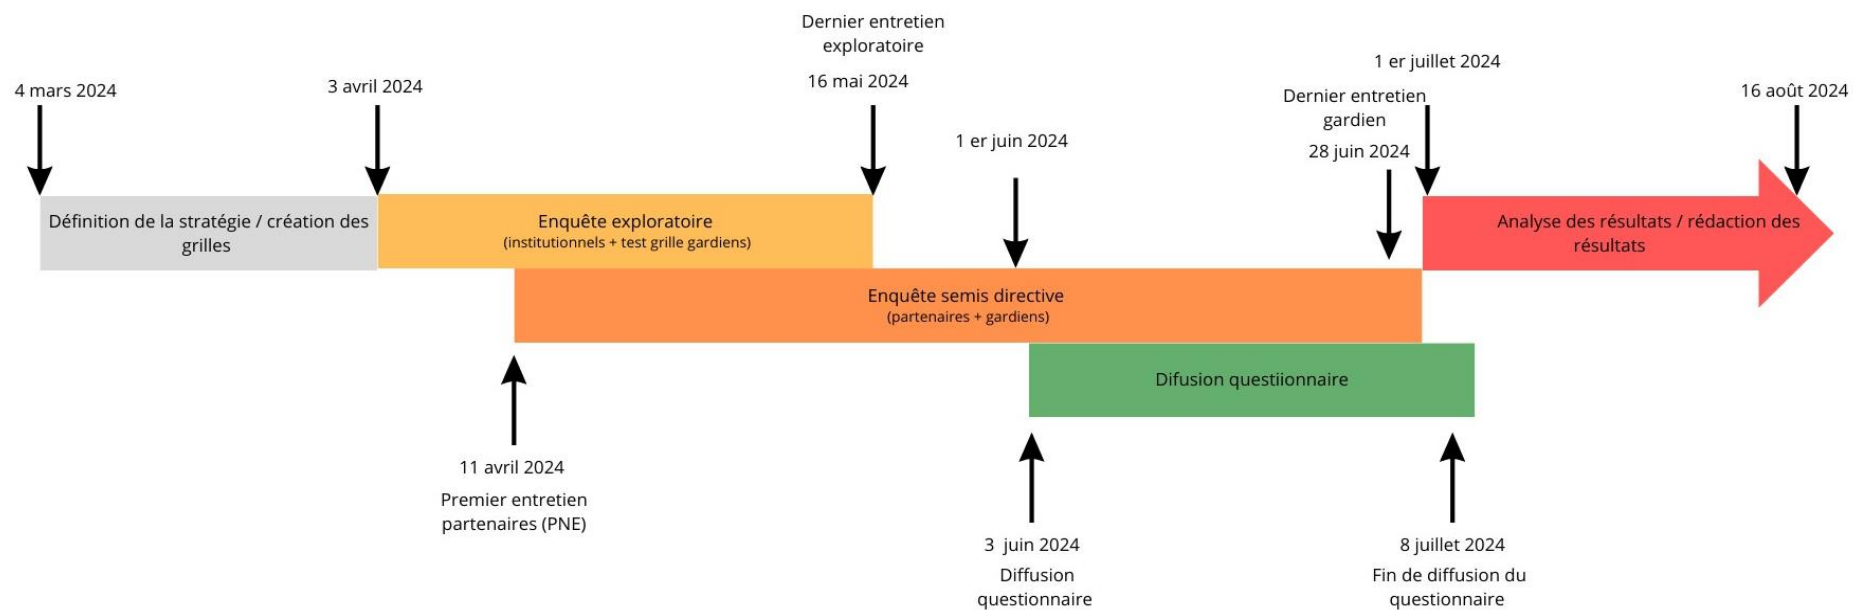 4 mars 2024
3 avril 2024
Dernier entretien
exploratoire
16 mai 2024
1 er juin 2024
Dernier entretien
gardien
28 juin 2024
1 er juillet 2024
16 août 2024
Définition de la stratégie / création des
grilles
Enquête exploratoire
(institutionnels + test grille gardiens)
Analyse des résultats / rédaction des
résultats
Enquête semis directive
(partenaires + gardiens)
Difusion questiionnaire
11 avril 2024
Premier entretien
partenaires (PNE)
3 juin 2024
Diffusion
questionnaire
8 juillet 2024
Fin de diffusion du
questionnaire